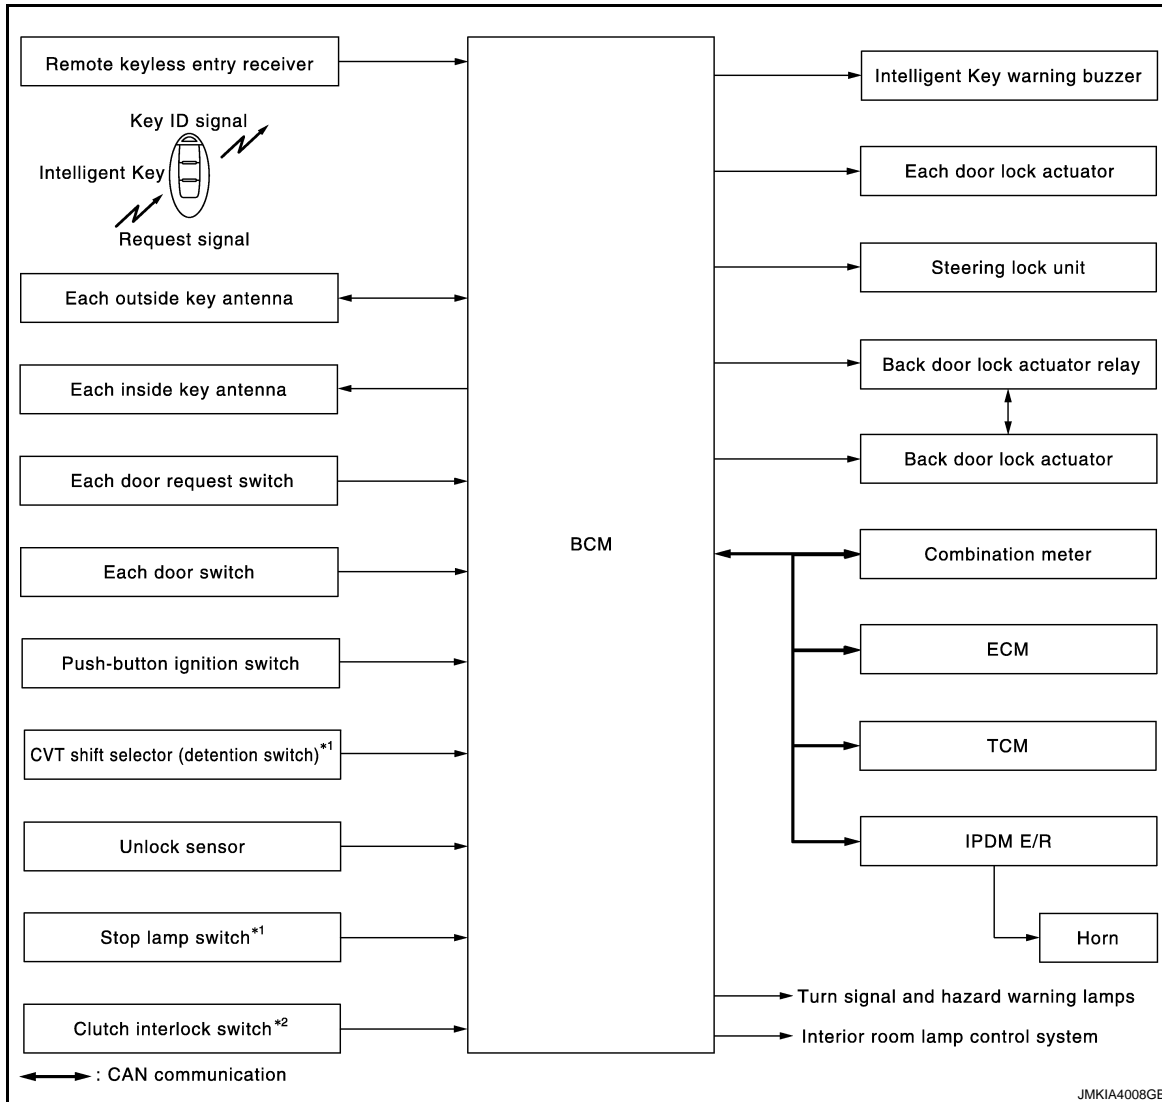 Remote keyless entry receiver
Key ID signal
Intelligent Key
Request signal
Each outside key antenna
Each inside key antenna
Each door request switch
Each door switch
Push-button ignition switch
CVT shift selector (detention switch)*1
Unlock sensor
Stop lamp switch*1
Clutch interlock switch*2
: CAN communication
BCM
Intelligent Key warning buzzer
Each door lock actuator
Steering lock unit
Back door lock actuator relay
Back door lock actuator
Combination meter
ECM
TCM
IPDM E/R
Horn
Turn signal and hazard warning lamps
Interior room lamp control system
JMKIA4008GB